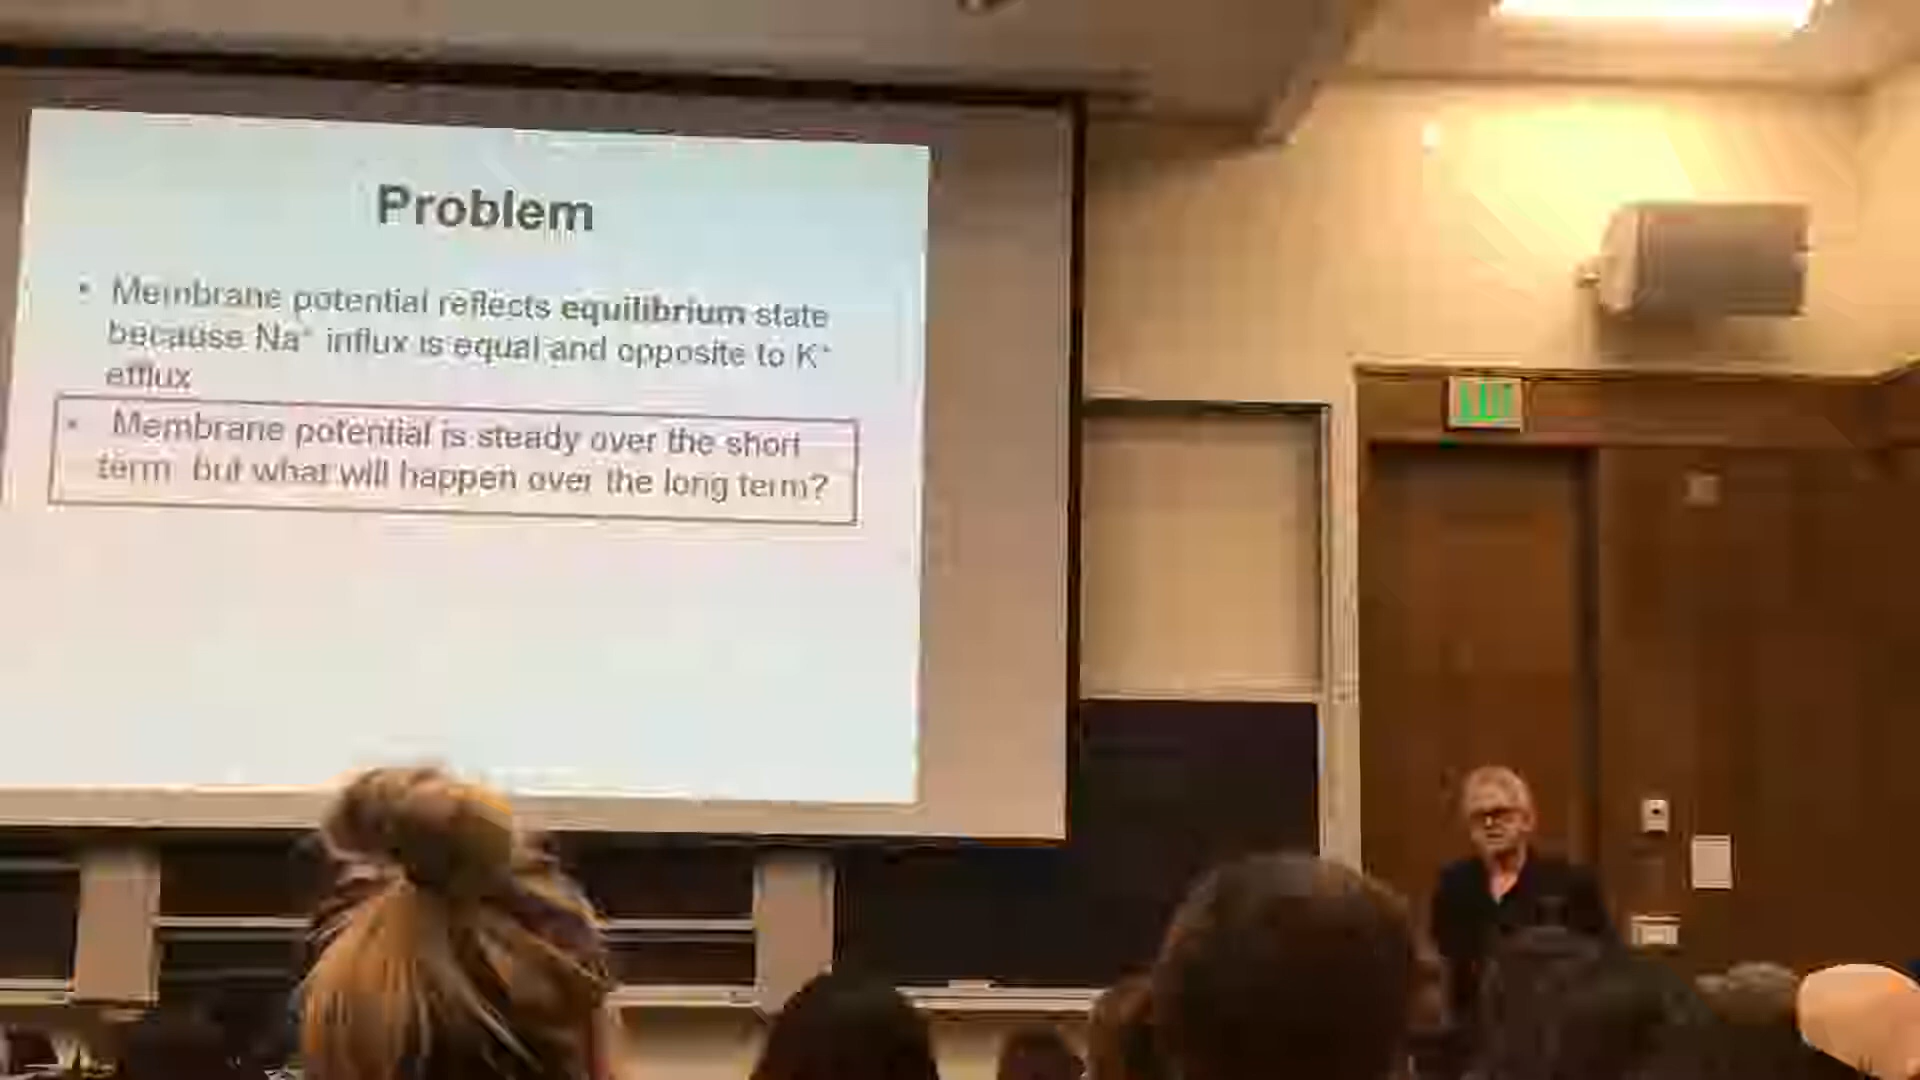 Problem
• Membrane potential reflects equilibrium state
because Na⁺ influx is equal and opposite to K⁺
efflux
• Membrane potential is steady over the short
term but what will happen over the long term?